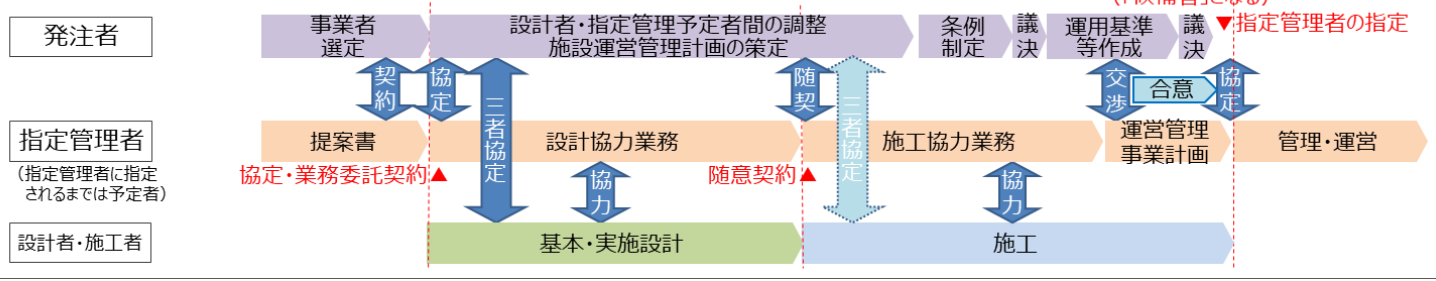 (「候補者」になる)
発注者
事業者
選定
設計者・指定管理予定者間の調整
施設運営管理計画の策定
条例
制定
議
決
運用基準
等作成
議
決
▼指定管理者の指定
契
約
協
定
三
者
協
定
随
契
三
者
協
定
交
渉
合意
協
定
指定管理者
(指定管理者に指定
されるまでは予定者)
提案書
設計協力業務
施工協力業務
運営管理
事業計画
管理・運営
協定・業務委託契約▲
随意契約▲
協
力
協
力
設計者・施工者
基本・実施設計
施工